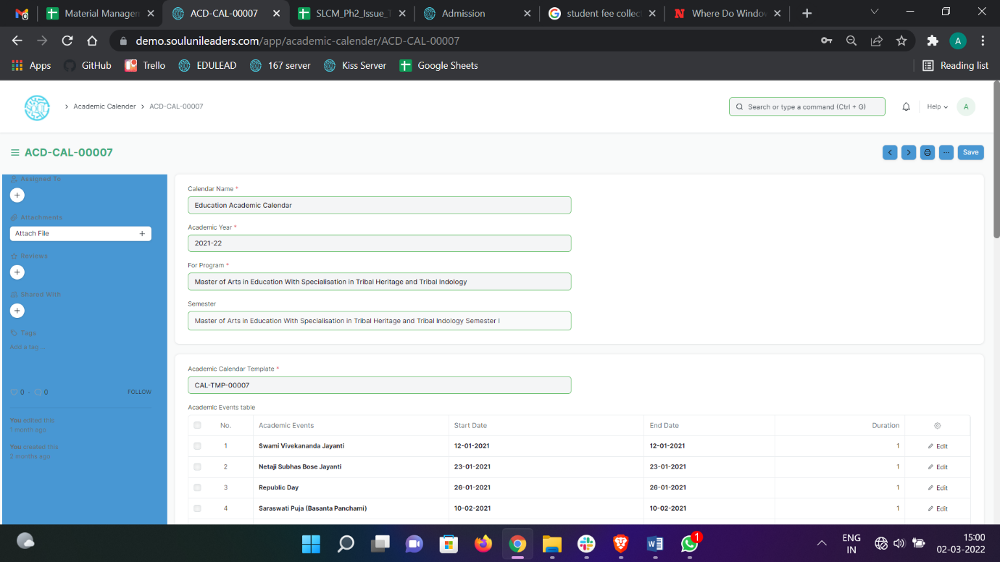 Material Managem
ACD-CAL-00007
SLCM_Ph2_Issue_T
Admission
student fee collec
Where Do Window
demo.soulunileaders.com/app/academic-calender/ACD-CAL-00007
A
Apps
GitHub
Trello
EDULEAD
167 server
Kiss Server
Google Sheets
Reading list
SOUL
Academic Calender
ACD-CAL-00007
Search or type a command (Ctrl + G)
Help
A
ACD-CAL-00007
Save
Assigned To
Attachments
Attach File
Reviews
Shared With
Tags
Add a tag ...
0 · 0
FOLLOW
You edited this
1 month ago
You created this
2 months ago
Calendar Name *
Education Academic Calendar
Academic Year *
2021-22
For Program *
Master of Arts in Education With Specialisation in Tribal Heritage and Tribal Indology
Semester
Master of Arts in Education With Specialisation in Tribal Heritage and Tribal Indology Semester I
Academic Calendar Template *
CAL-TMP-00007
Academic Events table
No. Academic Events Start Date End Date Duration
1 Swami Vivekananda Jayanti 12-01-2021 12-01-2021 1 Edit
2 Netaji Subhas Bose Jayanti 23-01-2021 23-01-2021 1 Edit
3 Republic Day 26-01-2021 26-01-2021 1 Edit
4 Saraswati Puja (Basanta Panchami) 10-02-2021 10-02-2021 1 Edit
1
ENG
IN
15:00
02-03-2022